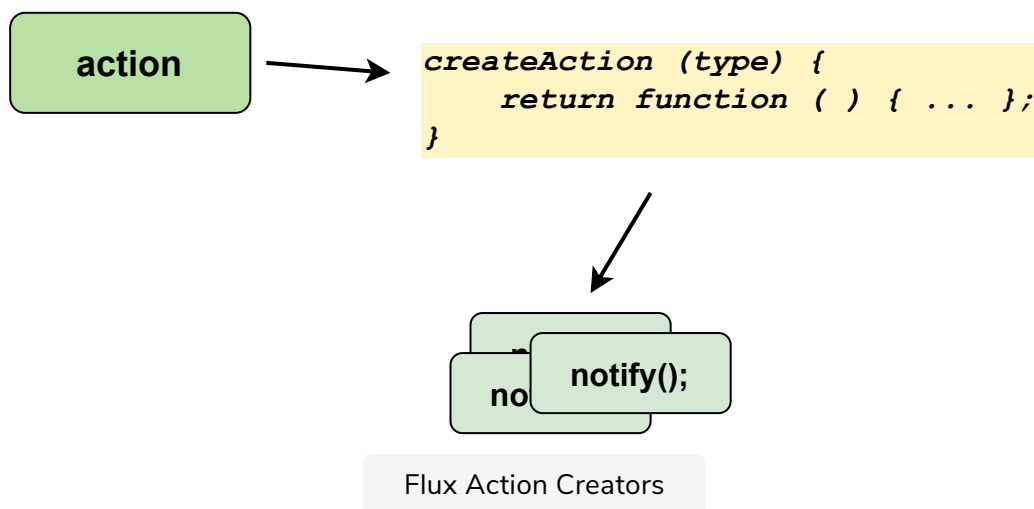 action
createAction (type) {
return function ( ) { ... };
}
notify();
Flux Action Creators